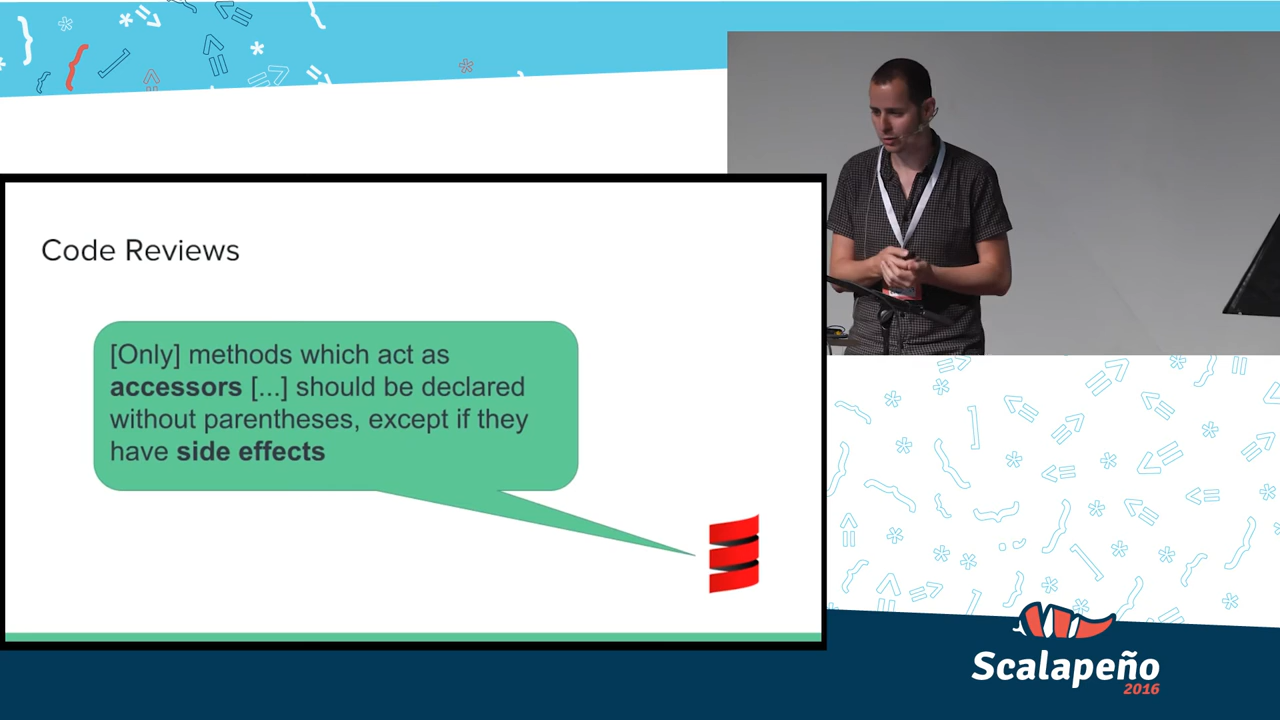 Code Reviews
[Only] methods which act as
accessors [...] should be declared
without parentheses, except if they
have side effects
Scalapeño
2016